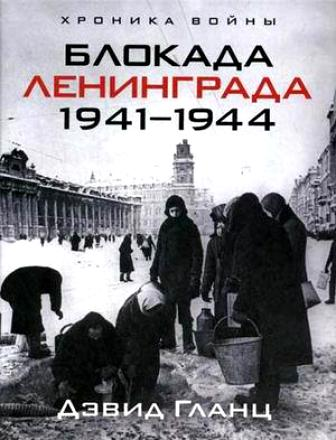 ХРОНИКА ВОЙНЫ
БЛОКАДА
ЛЕНИНГРАДА
1941–1944
Дэвид Гланц